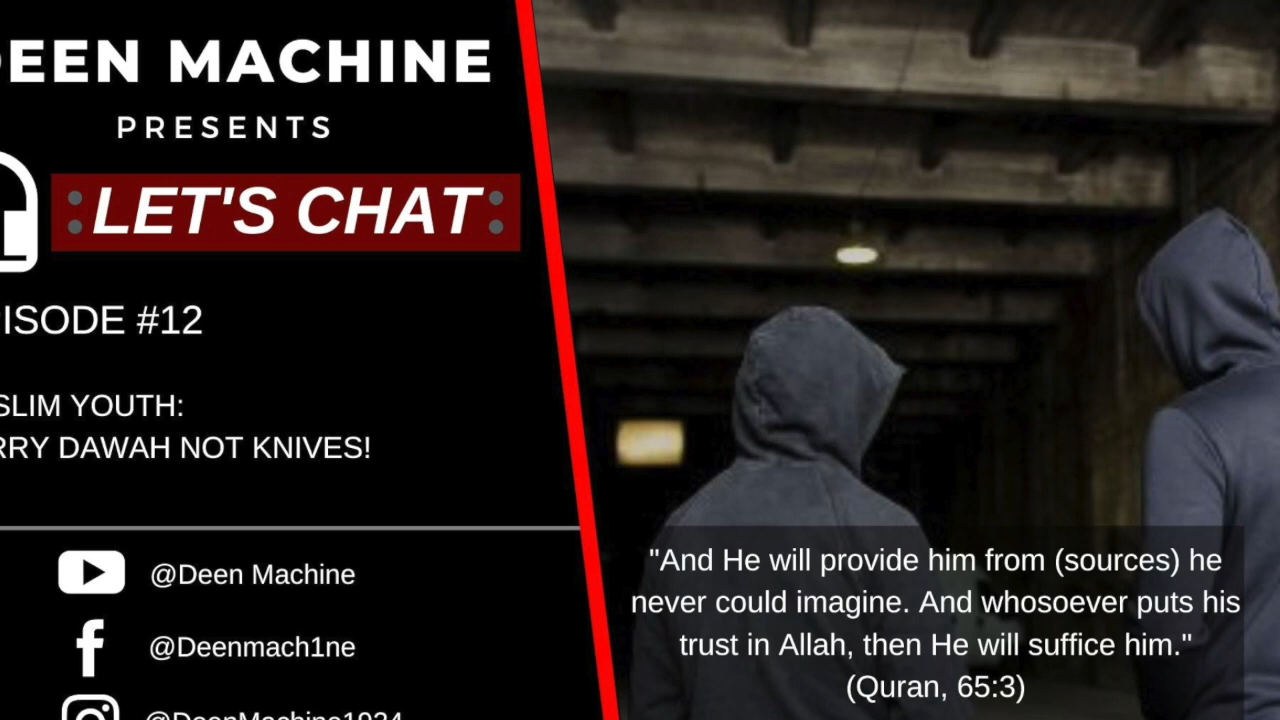 DEEN MACHINE
PRESENTS
LET'S CHAT
ISODE #12
SLIM YOUTH:
RRY DAWAH NOT KNIVES!
@Deen Machine
@Deenmach1ne
@DeenMachine1924
"And He will provide him from (sources) he
never could imagine. And whosoever puts his
trust in Allah, then He will suffice him."
(Quran, 65:3)